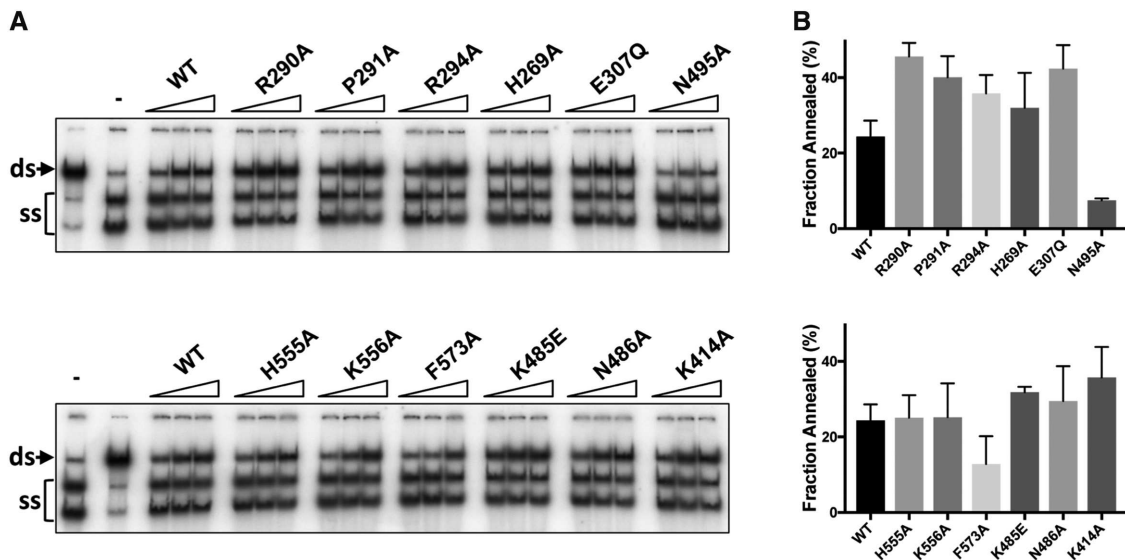 A
- WT R290A P291A R294A H269A E307Q N495A
ds
ss
- WT H555A K556A F573A K485E N486A K414A
ds
ss
B
Fraction Annealed (%)
40
20
0
WT R290A P291A R294A H269A E307Q N495A
Fraction Annealed (%)
40
20
0
WT H555A K556A F573A K485E N486A K414A